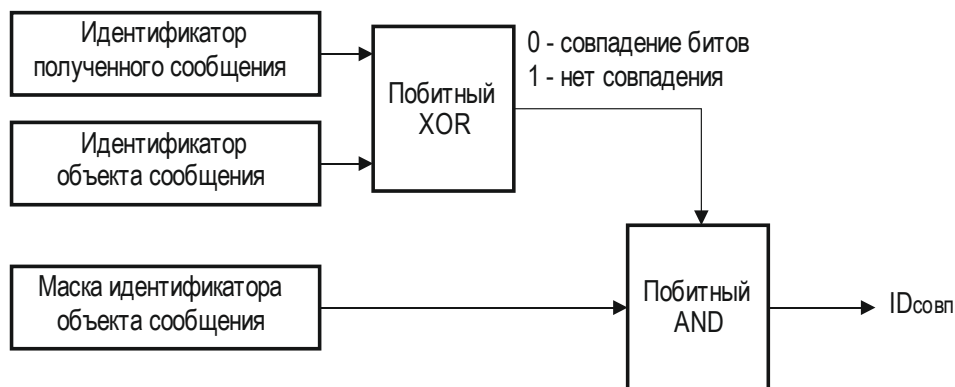 Идентификатор
полученного сообщения
0 - совпадение битов
1 - нет совпадения
Побитный
XOR
Идентификатор
объекта сообщения
Маска идентификатора
объекта сообщения
Побитный
AND
IDсовп